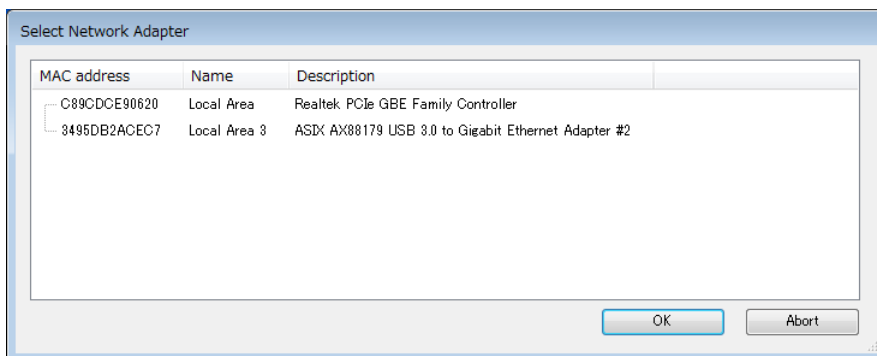 Select Network Adapter
MAC address Name Description
C89CDCE90620 Local Area Realtek PCIe GBE Family Controller
3495DB2ACEC7 Local Area 3 ASIX AX88179 USB 3.0 to Gigabit Ethernet Adapter #2
OK Abort